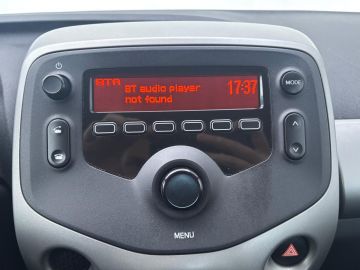 BTA
BT audio player
17:37
not found
MODE
MENU